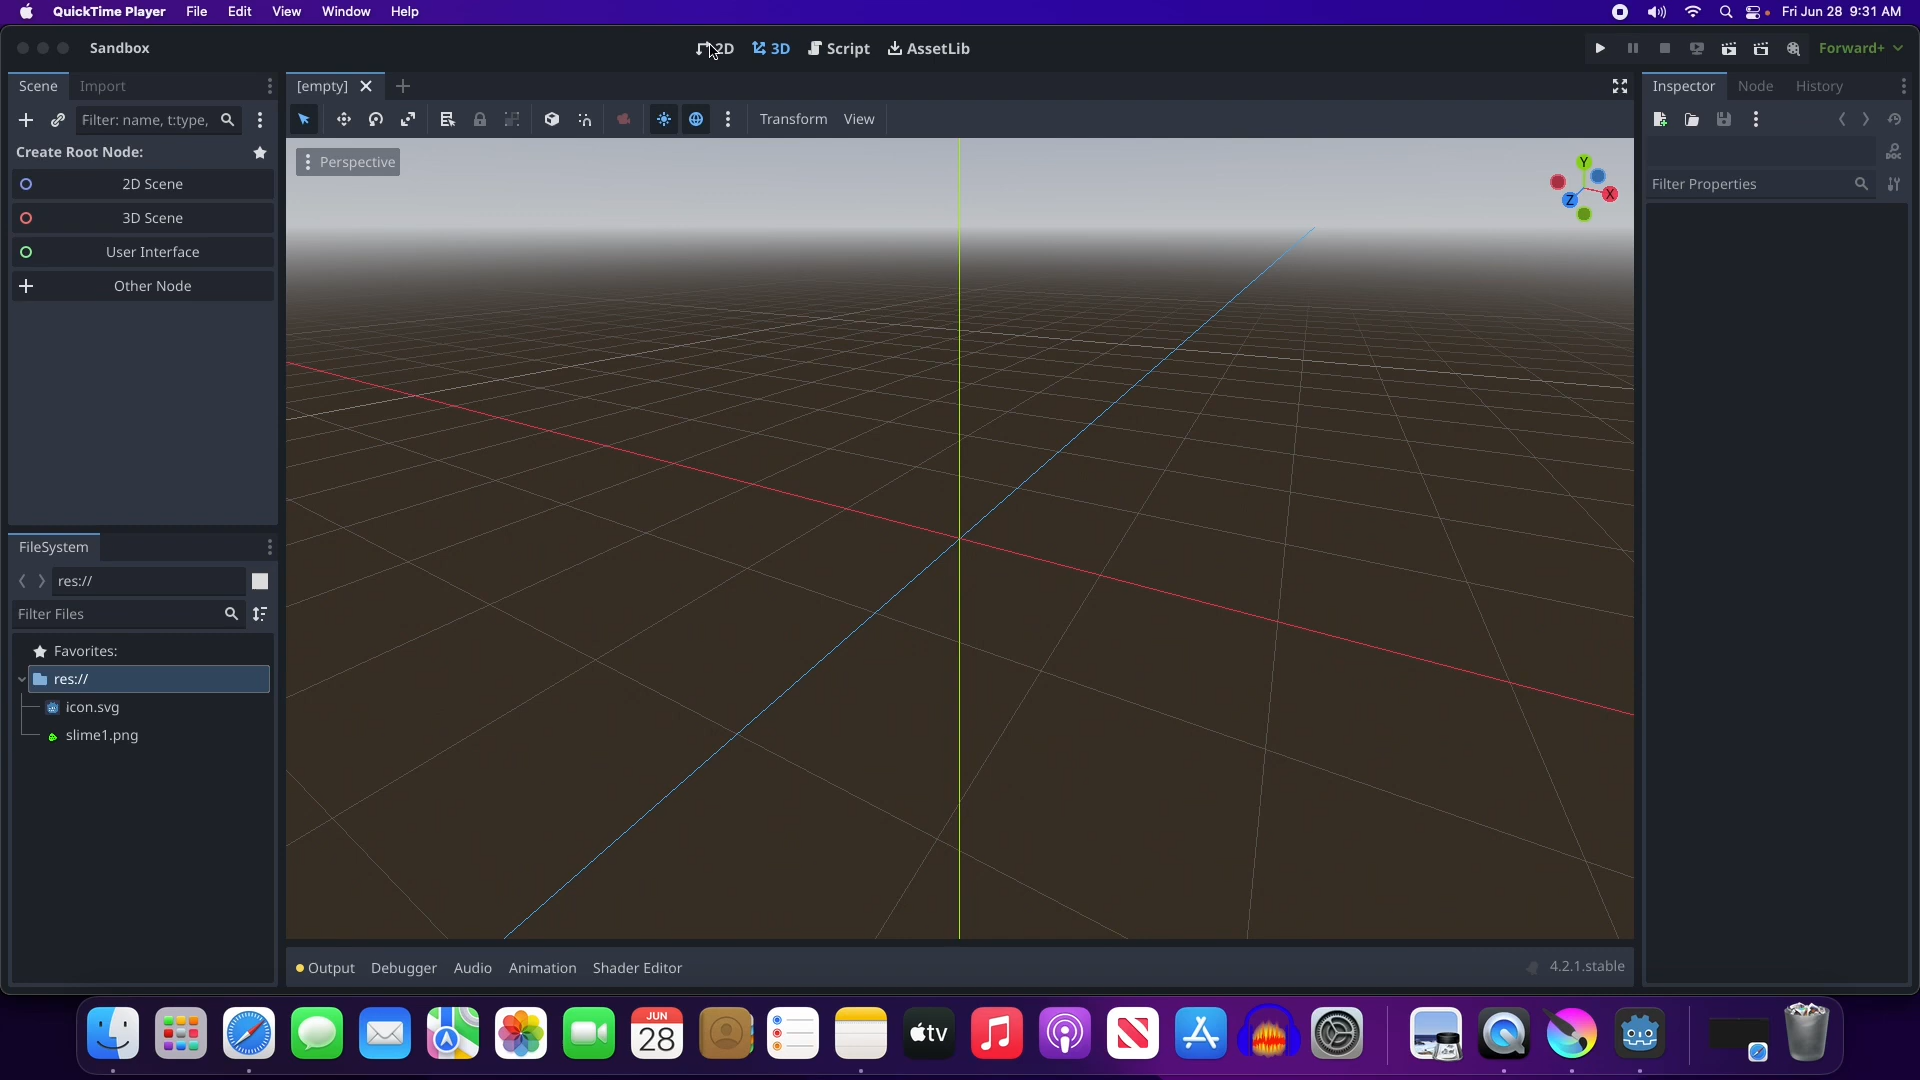 QuickTime Player File Edit View Window Help Fri Jun 28 9:31 AM
Sandbox 2D 3D Script AssetLib Forward+
Scene Import [empty] Inspector Node History
Filter: name, t:type, Transform View
Create Root Node: Perspective Y DOC
2D Scene Filter Properties
X
Z
3D Scene
User Interface
Other Node
FileSystem
res://
Filter Files
Favorites:
res://
icon.svg
slime1.png
Output Debugger Audio Animation Shader Editor 4.2.1.stable
JUN
28
tv